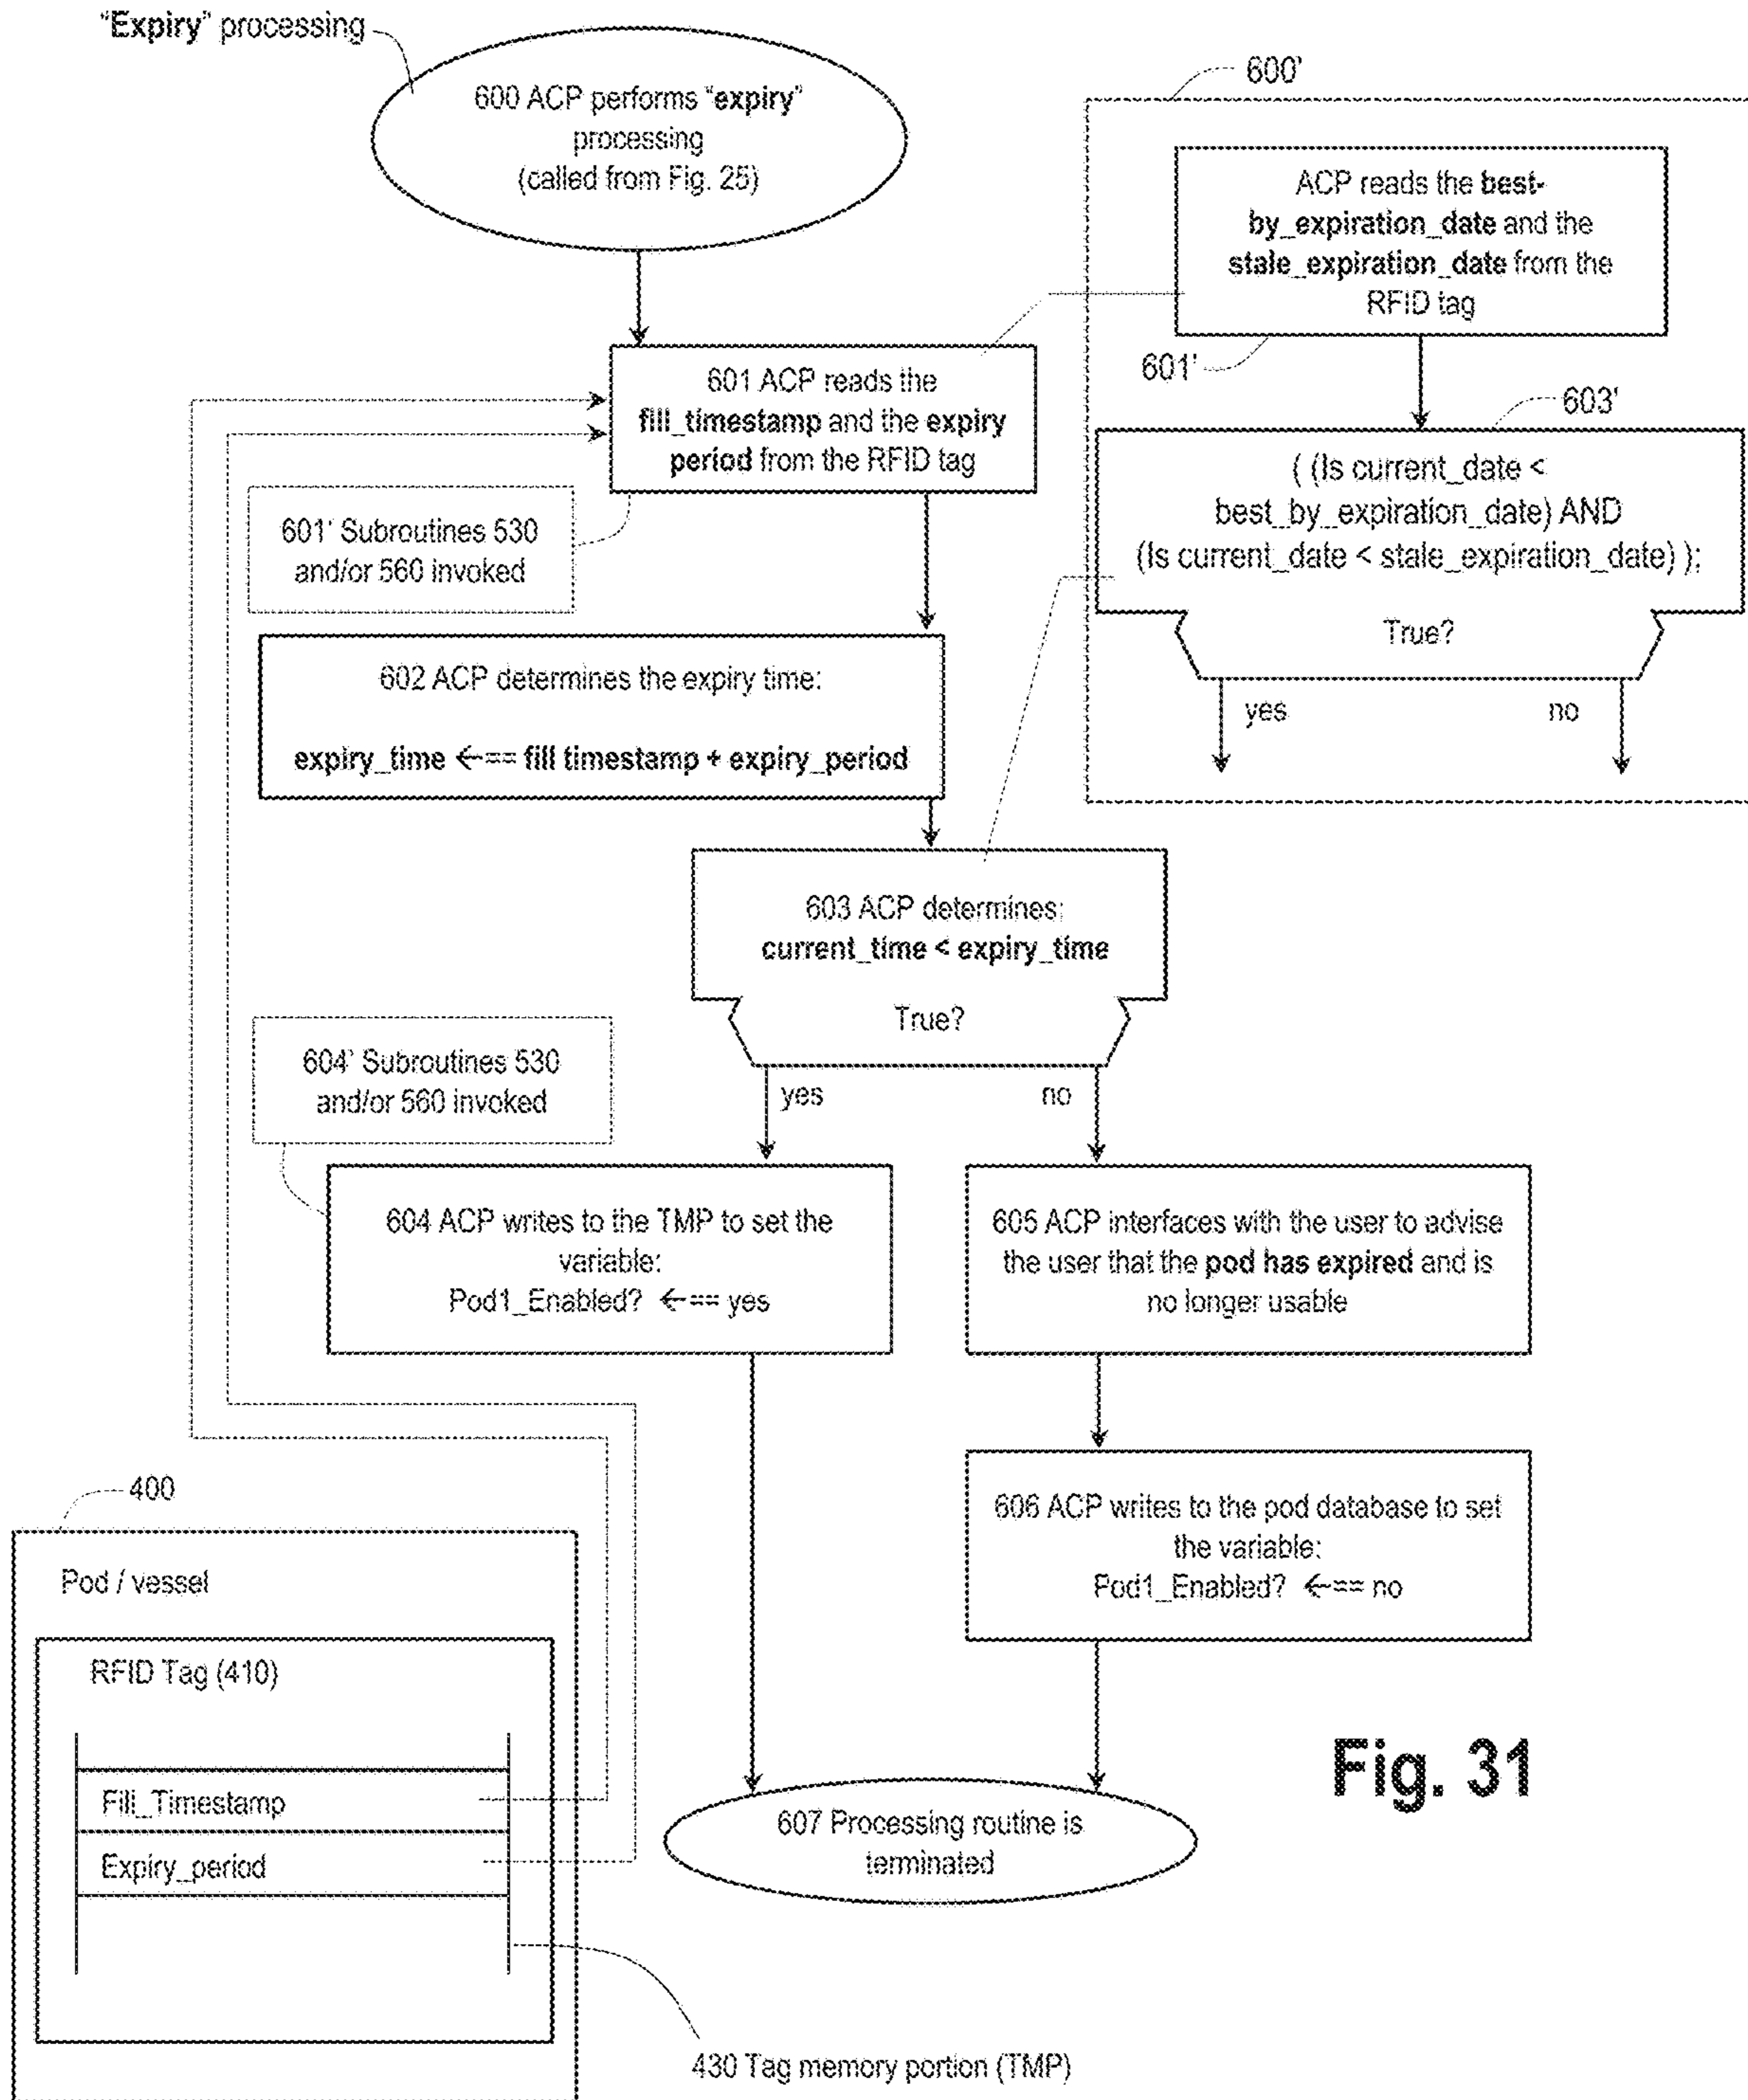 "Expiry" processing
600 ACP performs "expiry"
processing
(called from Fig. 25)
600'
ACP reads the best-
by_expiration_date and the
stale_expiration_date from the
RFID tag
601'
603'
( (Is current_date <
best_by_expiration_date) AND
(Is current_date < stale_expiration_date) );
True?
yes
no
601 ACP reads the
fill_timestamp and the expiry
period from the RFID tag
601' Subroutines 530
and/or 560 invoked
602 ACP determines the expiry time:
expiry_time <== fill timestamp + expiry_period
603 ACP determines:
current_time < expiry_time
True?
yes
no
604' Subroutines 530
and/or 560 invoked
604 ACP writes to the TMP to set the
variable:
Pod1_Enabled? <== yes
605 ACP interfaces with the user to advise
the user that the pod has expired and is
no longer usable
606 ACP writes to the pod database to set
the variable:
Pod1_Enabled? <== no
400
Pod / vessel
RFID Tag (410)
Fill_Timestamp
Expiry_period
607 Processing routine is
terminated
Fig. 31
430 Tag memory portion (TMP)